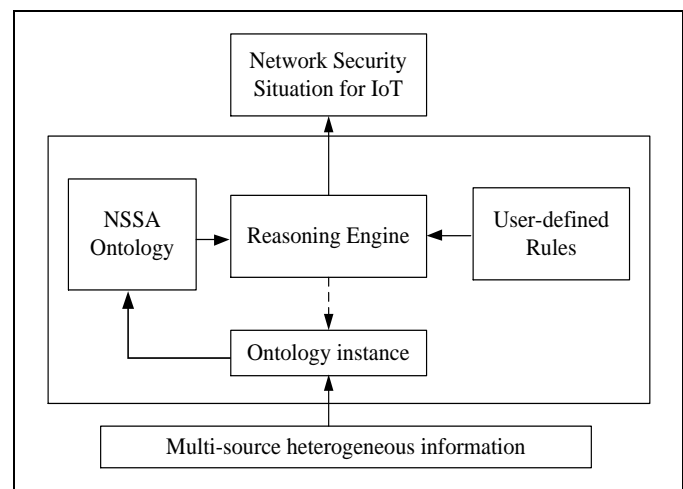 Network Security
Situation for IoT
NSSA
Ontology
Reasoning Engine
User-defined
Rules
Ontology instance
Multi-source heterogeneous information